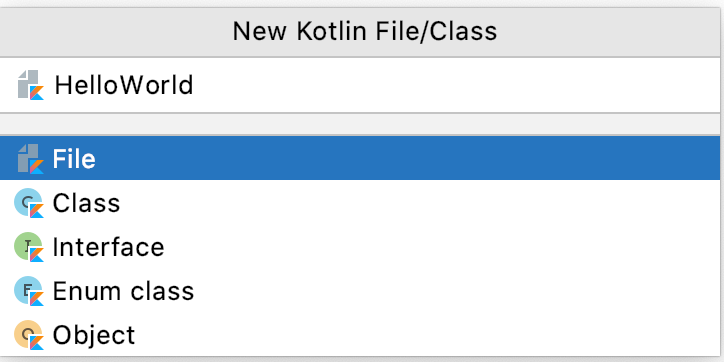 New Kotlin File/Class
HelloWorld
File
C Class
I Interface
E Enum class
O Object